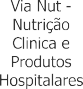 Via Nut -
Nutrição
Clinica e
Produtos
Hospitalares